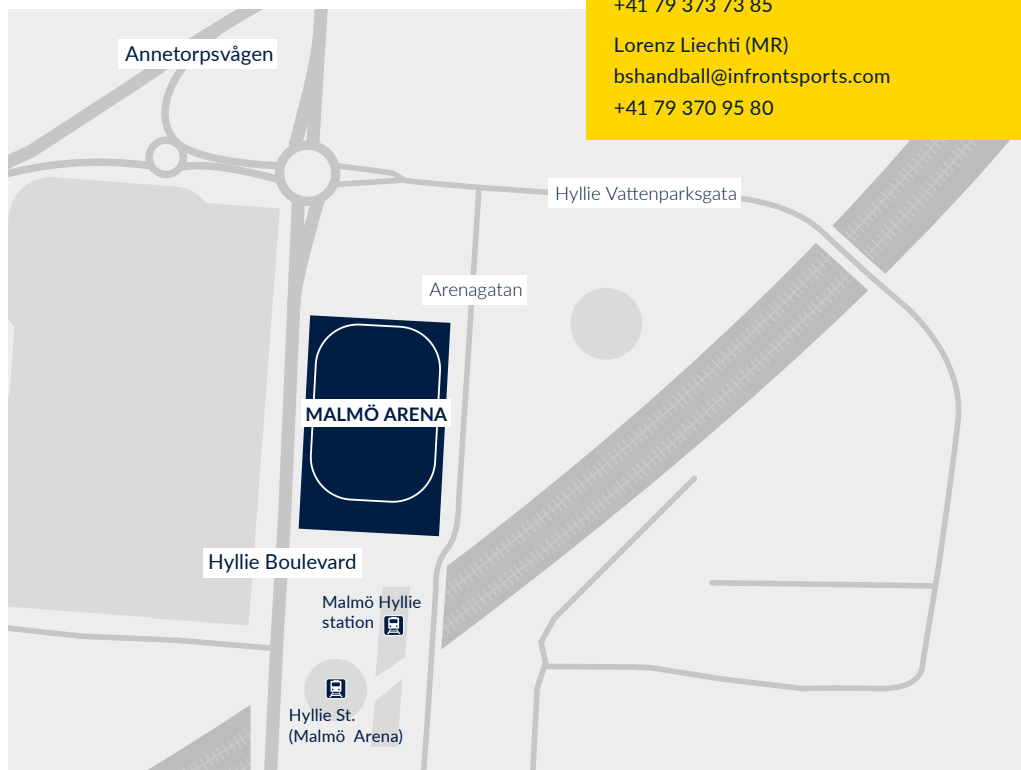 +41 79 373 73 85
Lorenz Liechti (MR)
bshandball@infrontsports.com
+41 79 370 95 80
Annetorpsvågen
Hyllie Vattenparksgata
Arenagatan
MALMÖ ARENA
Hyllie Boulevard
Malmö Hyllie
station
Hyllie St.
(Malmö Arena)